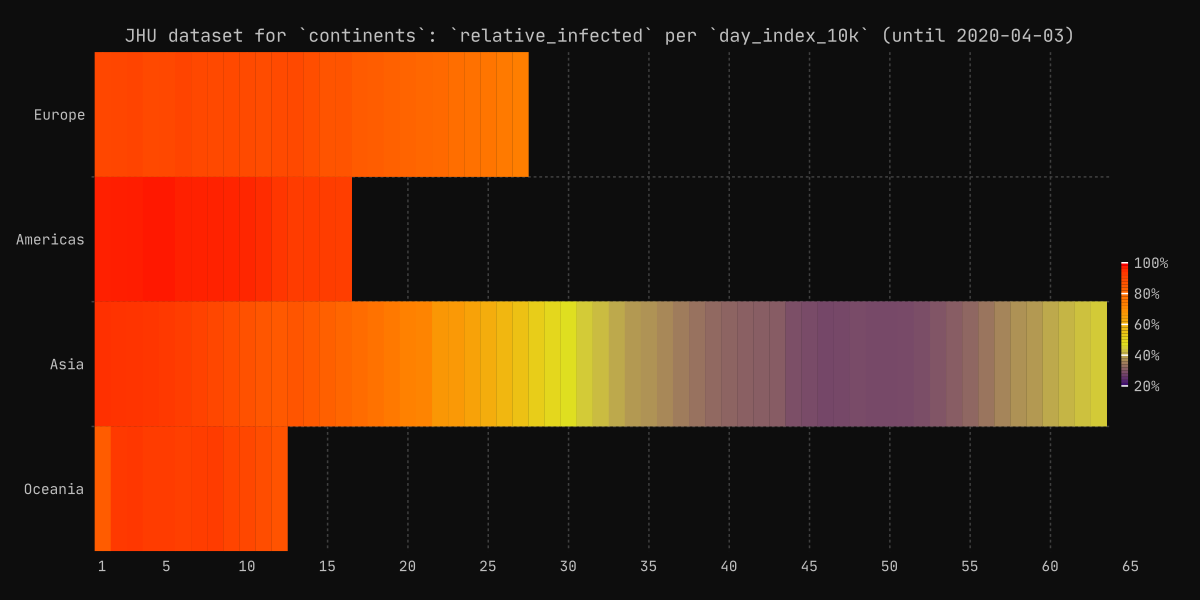 JHU dataset for `continents`: `relative_infected` per `day_index_10k` (until 2020-04-03)
Europe
Americas
Asia
Oceania
100%
80%
60%
40%
20%
1 5 10 15 20 25 30 35 40 45 50 55 60 65